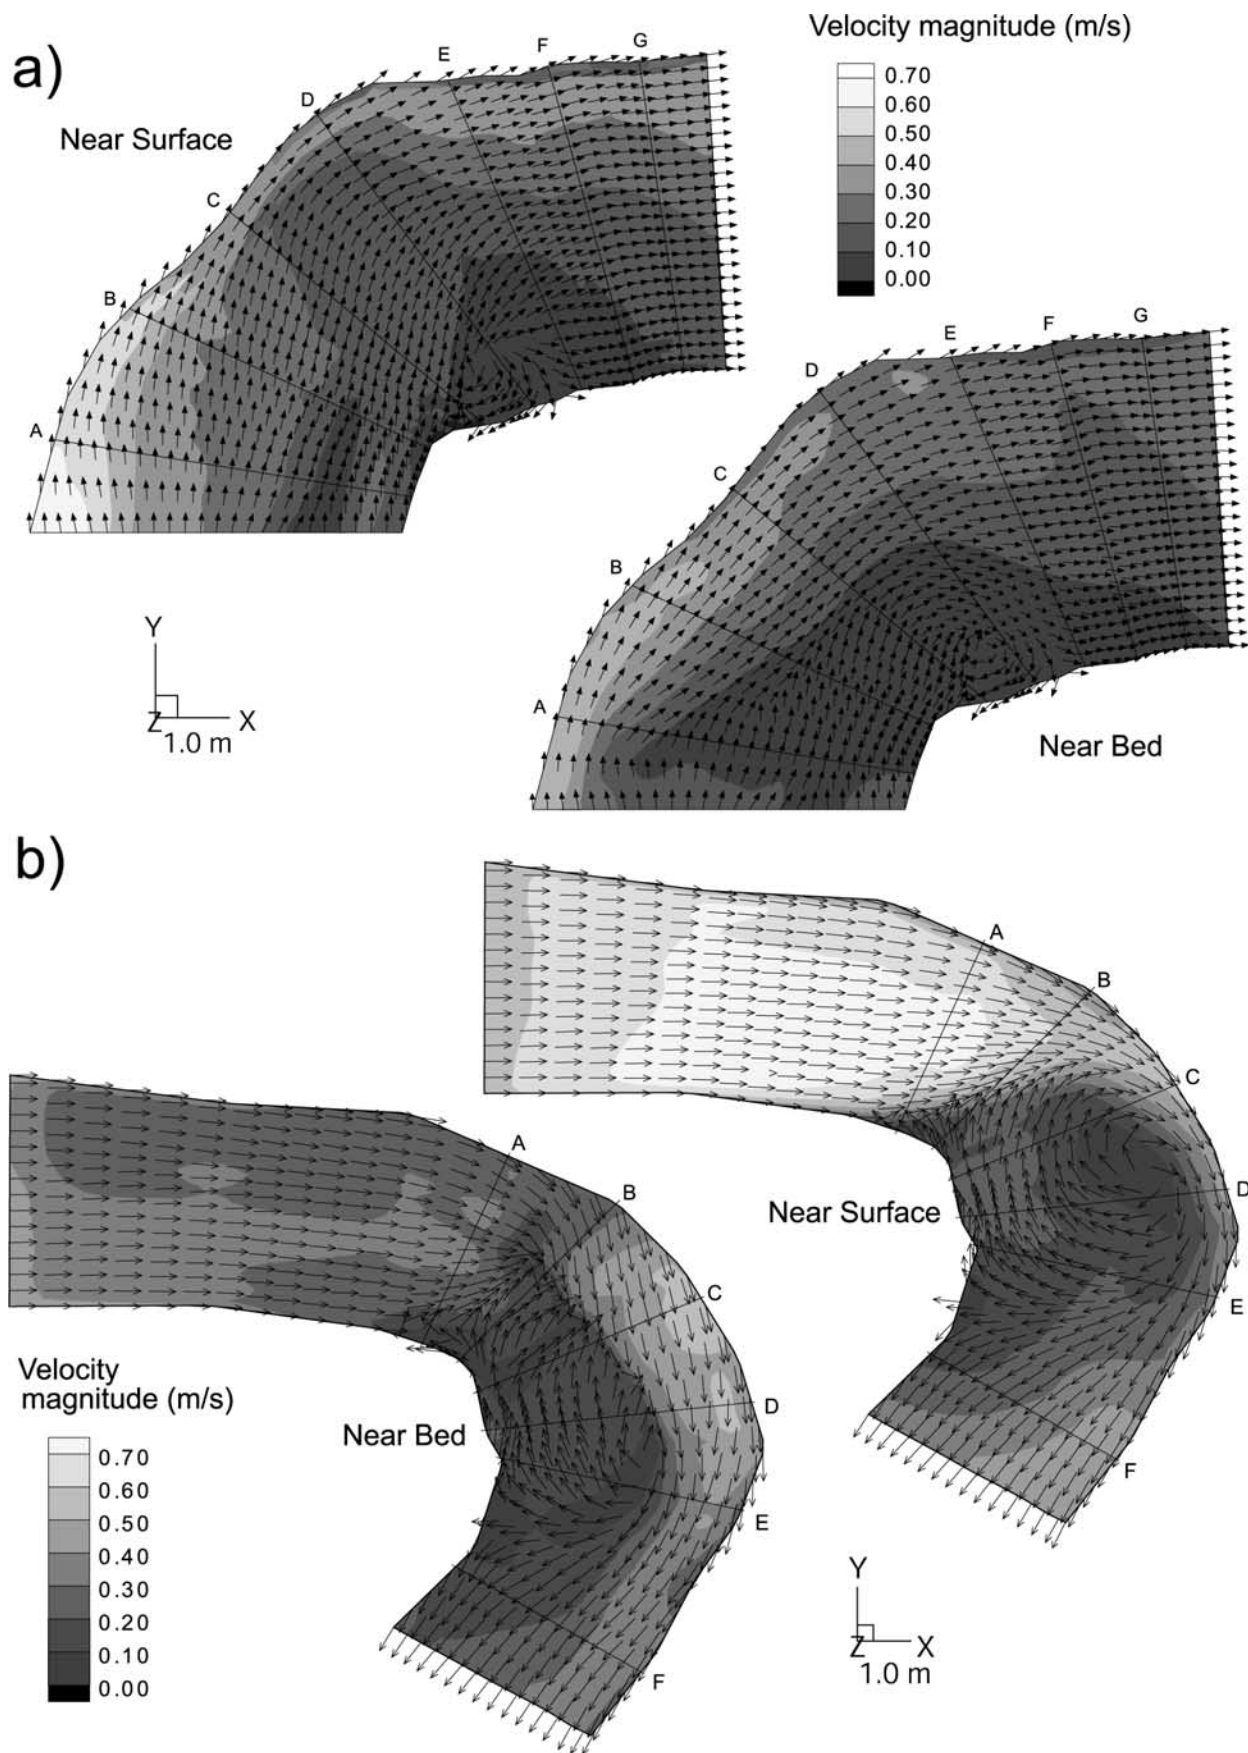 a)
Near Surface
A
B
C
D
E
F
G
Velocity magnitude (m/s)
0.70
0.60
0.50
0.40
0.30
0.20
0.10
0.00
Y
Z
X
1.0 m
A
B
C
D
E
F
G
Near Bed
b)
A
B
C
D
E
F
Near Surface
A
B
C
D
E
F
Near Bed
Velocity
magnitude (m/s)
0.70
0.60
0.50
0.40
0.30
0.20
0.10
0.00
Y
Z
X
1.0 m